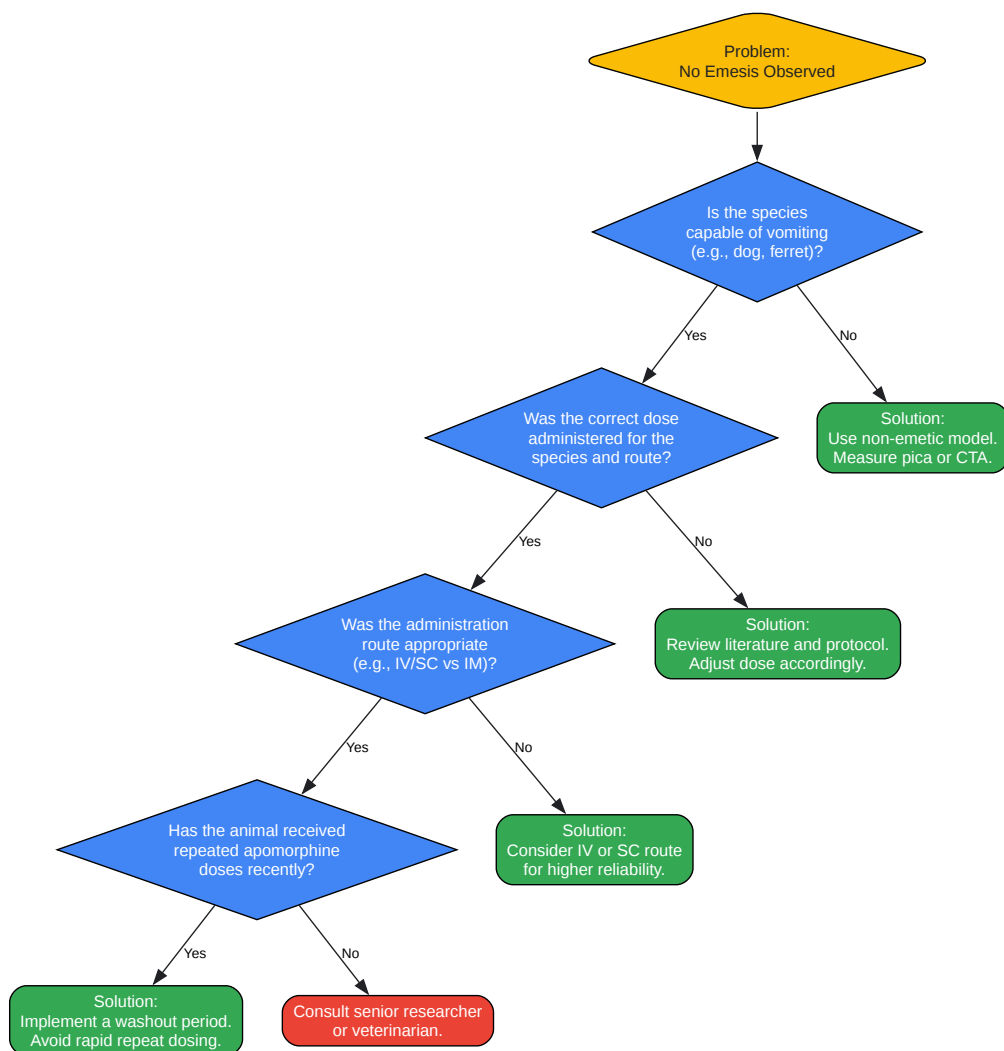 Problem:
No Emesis Observed
Is the species
capable of vomiting
(e.g., dog, ferret)?
Yes
No
Was the correct dose
administered for the
species and route?
Solution:
Use non-emetic model.
Measure pica or CTA.
Yes
No
Was the administration
route appropriate
(e.g., IV/SC vs IM)?
Solution:
Review literature and protocol.
Adjust dose accordingly.
Yes
No
Has the animal received
repeated apomorphine
doses recently?
Solution:
Consider IV or SC route
for higher reliability.
Yes
No
Solution:
Implement a washout period.
Avoid rapid repeat dosing.
Consult senior researcher
or veterinarian.